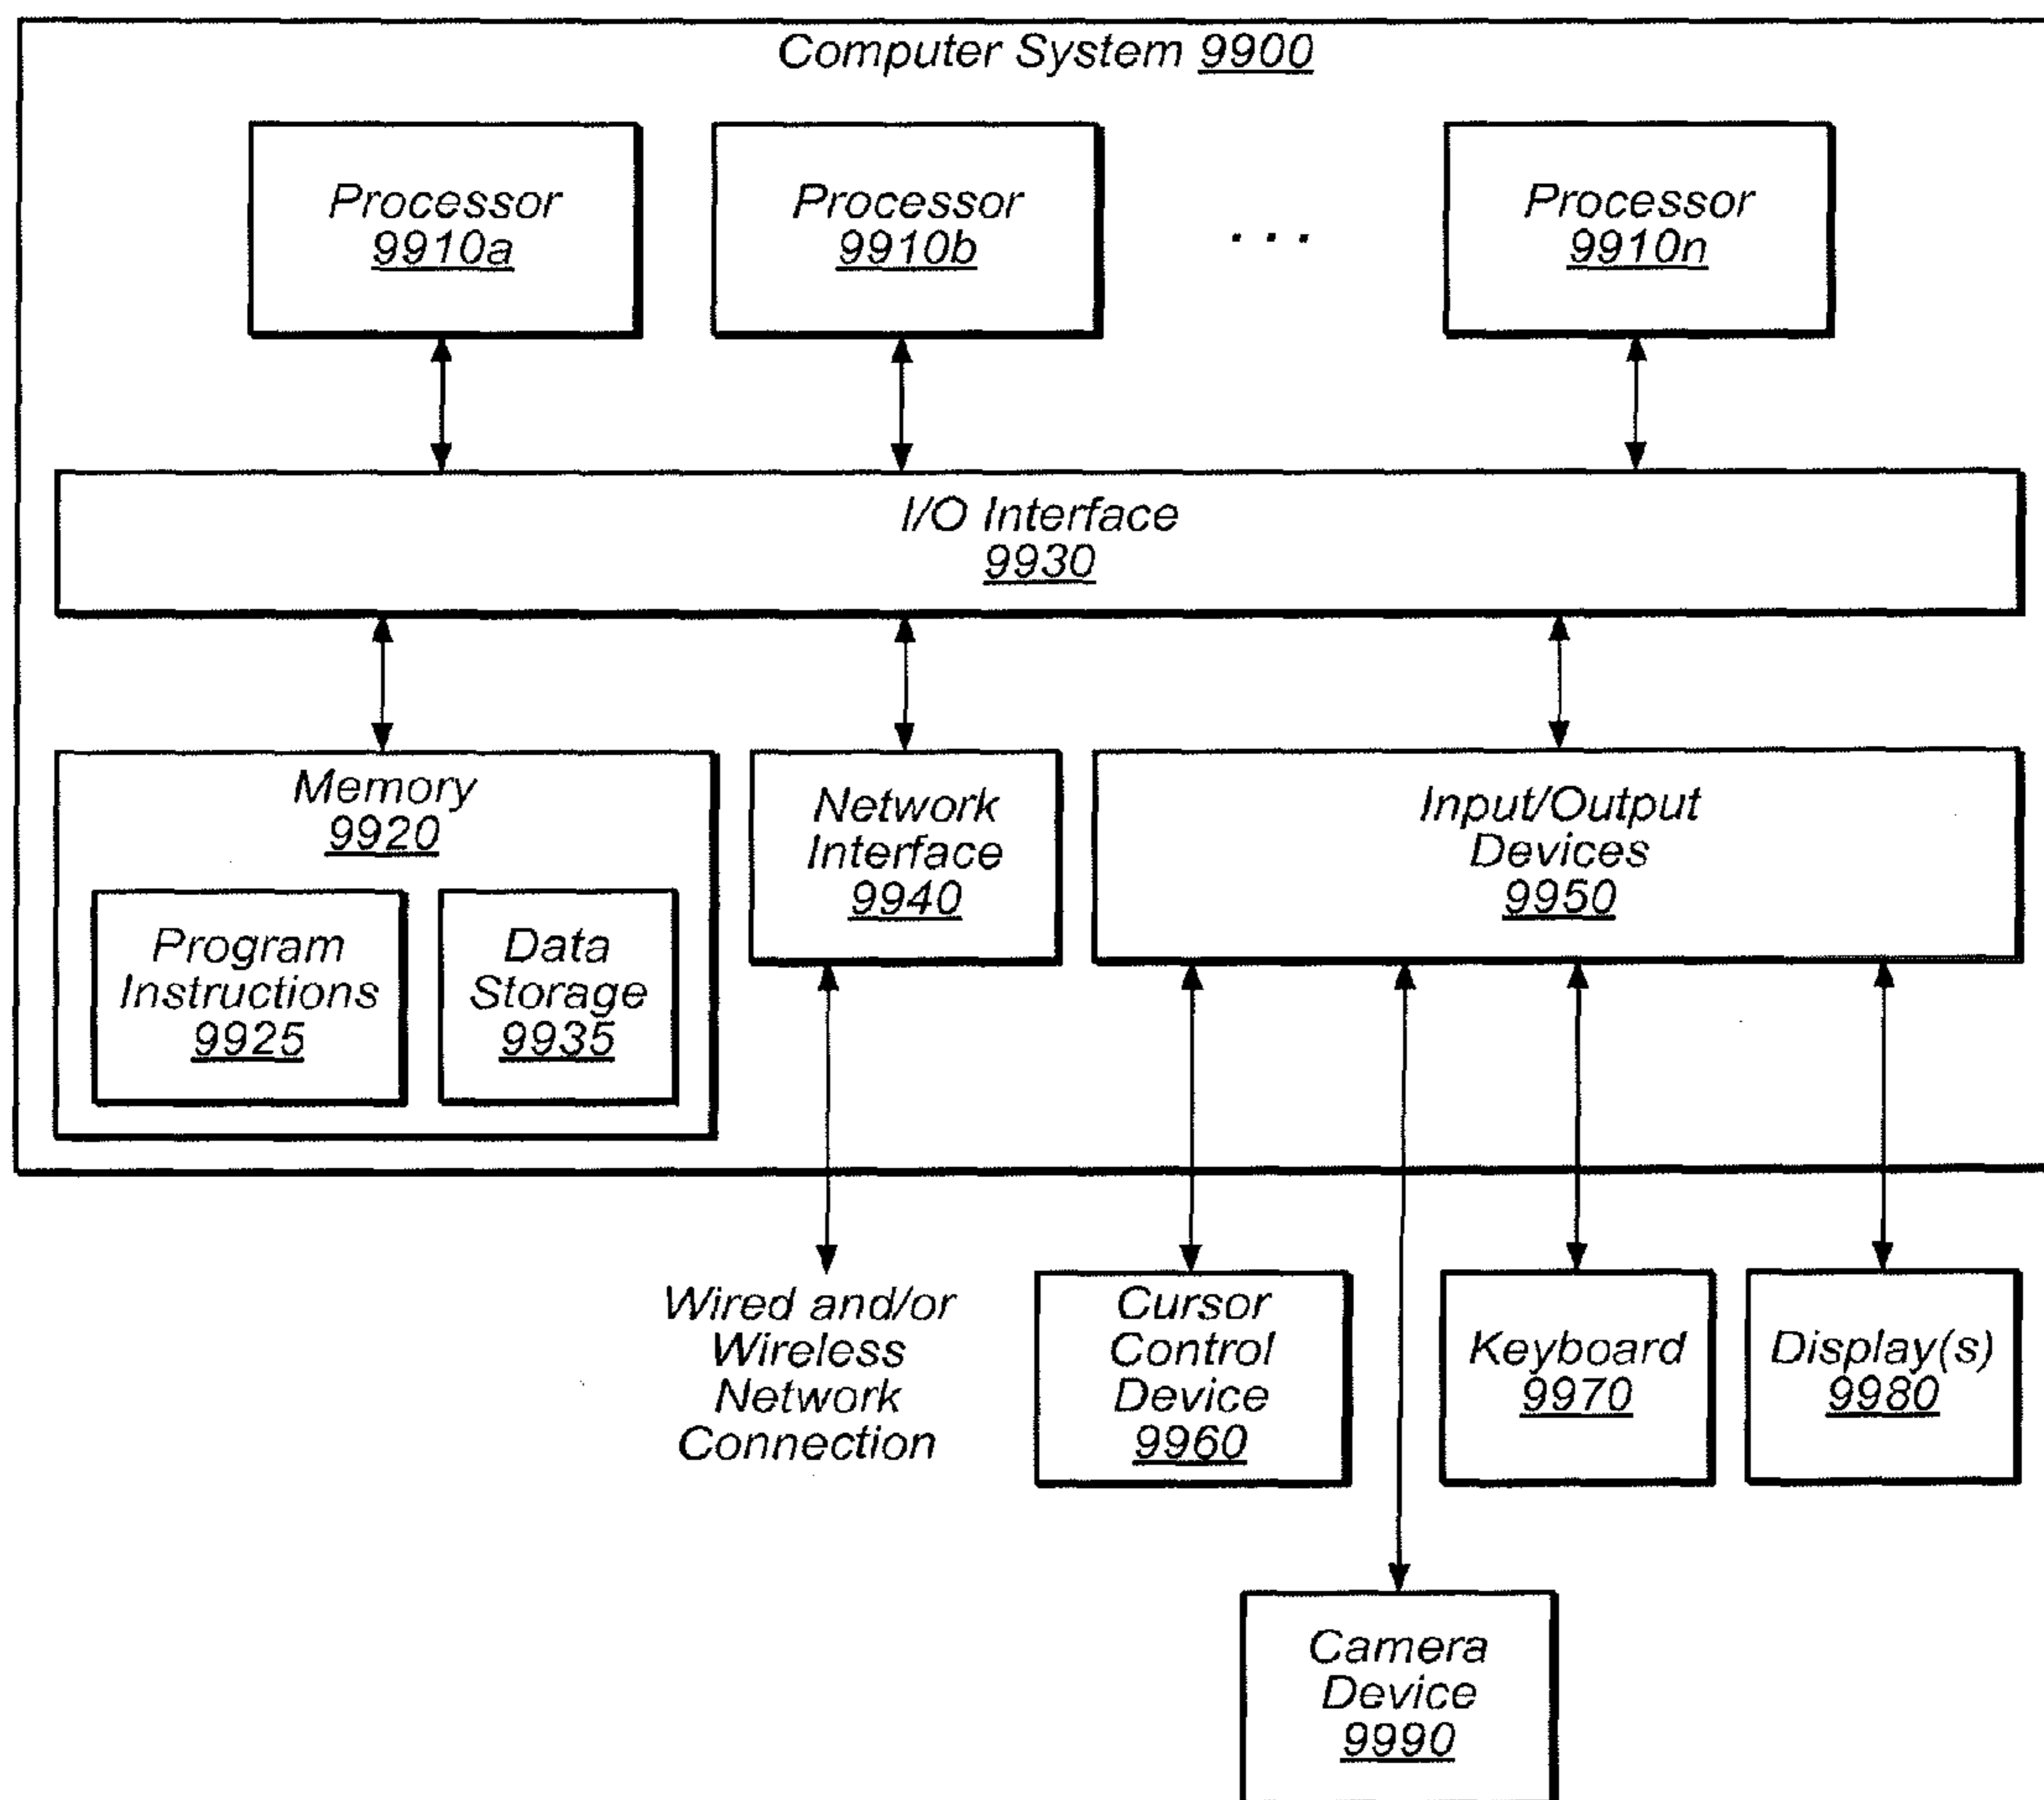 Computer System 9900
Processor
9910a
Processor
9910b
. . .
Processor
9910n
I/O Interface
9930
Memory
9920
Program
Instructions
9925
Data
Storage
9935
Network
Interface
9940
Input/Output
Devices
9950
Wired and/or
Wireless
Network
Connection
Cursor
Control
Device
9960
Keyboard
9970
Display(s)
9980
Camera
Device
9990